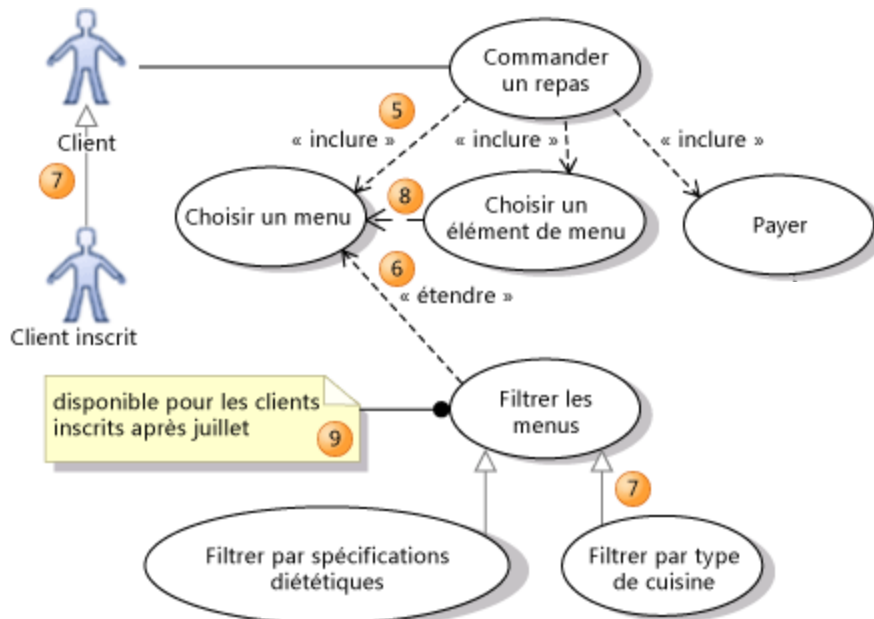 Commander
un repas
5
« inclure »
« inclure »
« inclure »
Client
7
Choisir un menu
8
Choisir un
élément de menu
Payer
6
« étendre »
Client inscrit
disponible pour les clients
inscrits après juillet
9
Filtrer les
menus
7
Filtrer par spécifications
diététiques
Filtrer par type
de cuisine